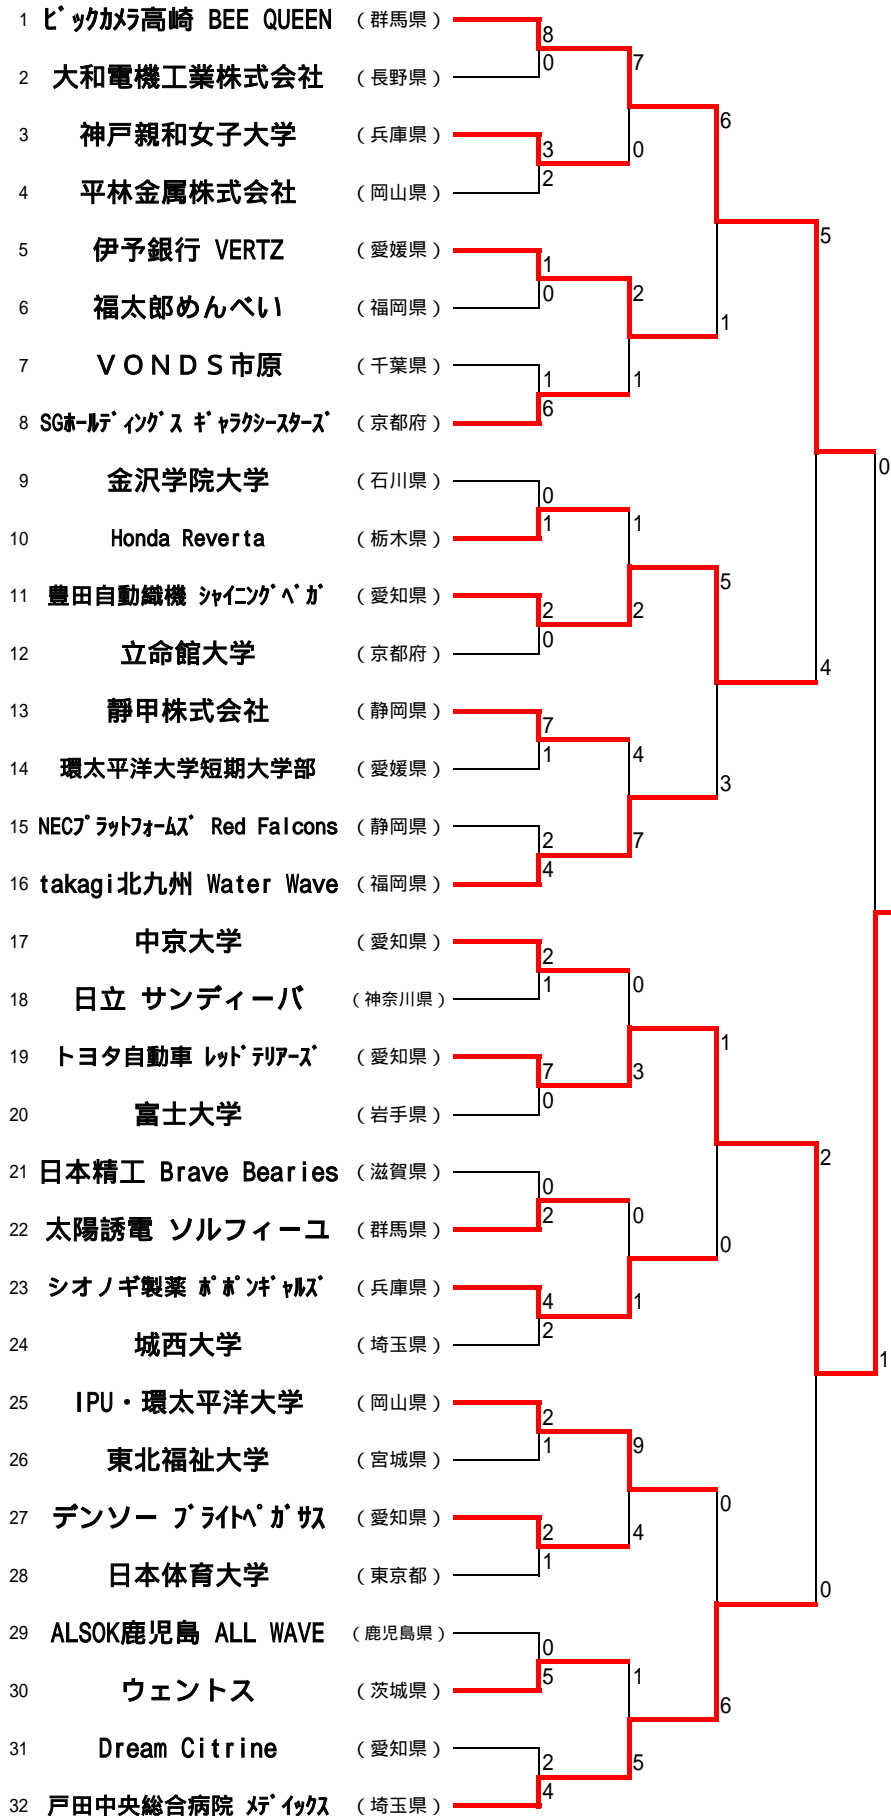 1 ビックカメラ高崎 BEE QUEEN (群馬県)
8
0
7
2 大和電機工業株式会社 (長野県)
6
3 神戸親和女子大学 (兵庫県)
3
2
0
4 平林金属株式会社 (岡山県)
5
5 伊予銀行 VERTZ (愛媛県)
1
0
2
6 福太郎めんべい (福岡県)
1
7 VONDS市原 (千葉県)
1
6
1
8 SGホールディングス ギャラクシースターズ (京都府)
0
9 金沢学院大学 (石川県)
0
1
1
10 Honda Reverta (栃木県)
5
11 豊田自動織機 シャイニングベガ (愛知県)
2
0
2
12 立命館大学 (京都府)
4
13 靜甲株式会社 (静岡県)
7
1
4
14 環太平洋大学短期大学部 (愛媛県)
3
15 NECプラットフォームズ Red Falcons (静岡県)
2
4
7
16 takagi北九州 Water Wave (福岡県)
17 中京大学 (愛知県)
2
1
0
18 日立 サンディーバ (神奈川県)
1
19 トヨタ自動車 レッドテリアーズ (愛知県)
7
0
3
20 富士大学 (岩手県)
2
21 日本精工 Brave Bearies (滋賀県)
0
2
0
22 太陽誘電 ソルフィーユ (群馬県)
0
23 シオノギ製薬 ポポンギャルズ (兵庫県)
4
2
1
24 城西大学 (埼玉県)
1
25 IPU・環太平洋大学 (岡山県)
2
1
9
26 東北福祉大学 (宮城県)
0
27 デンソー ブライトペガサス (愛知県)
2
1
4
28 日本体育大学 (東京都)
0
29 ALSOK鹿児島 ALL WAVE (鹿児島県)
0
5
1
30 ウェントス (茨城県)
6
31 Dream Citrine (愛知県)
2
4
5
32 戸田中央総合病院 メディックス (埼玉県)